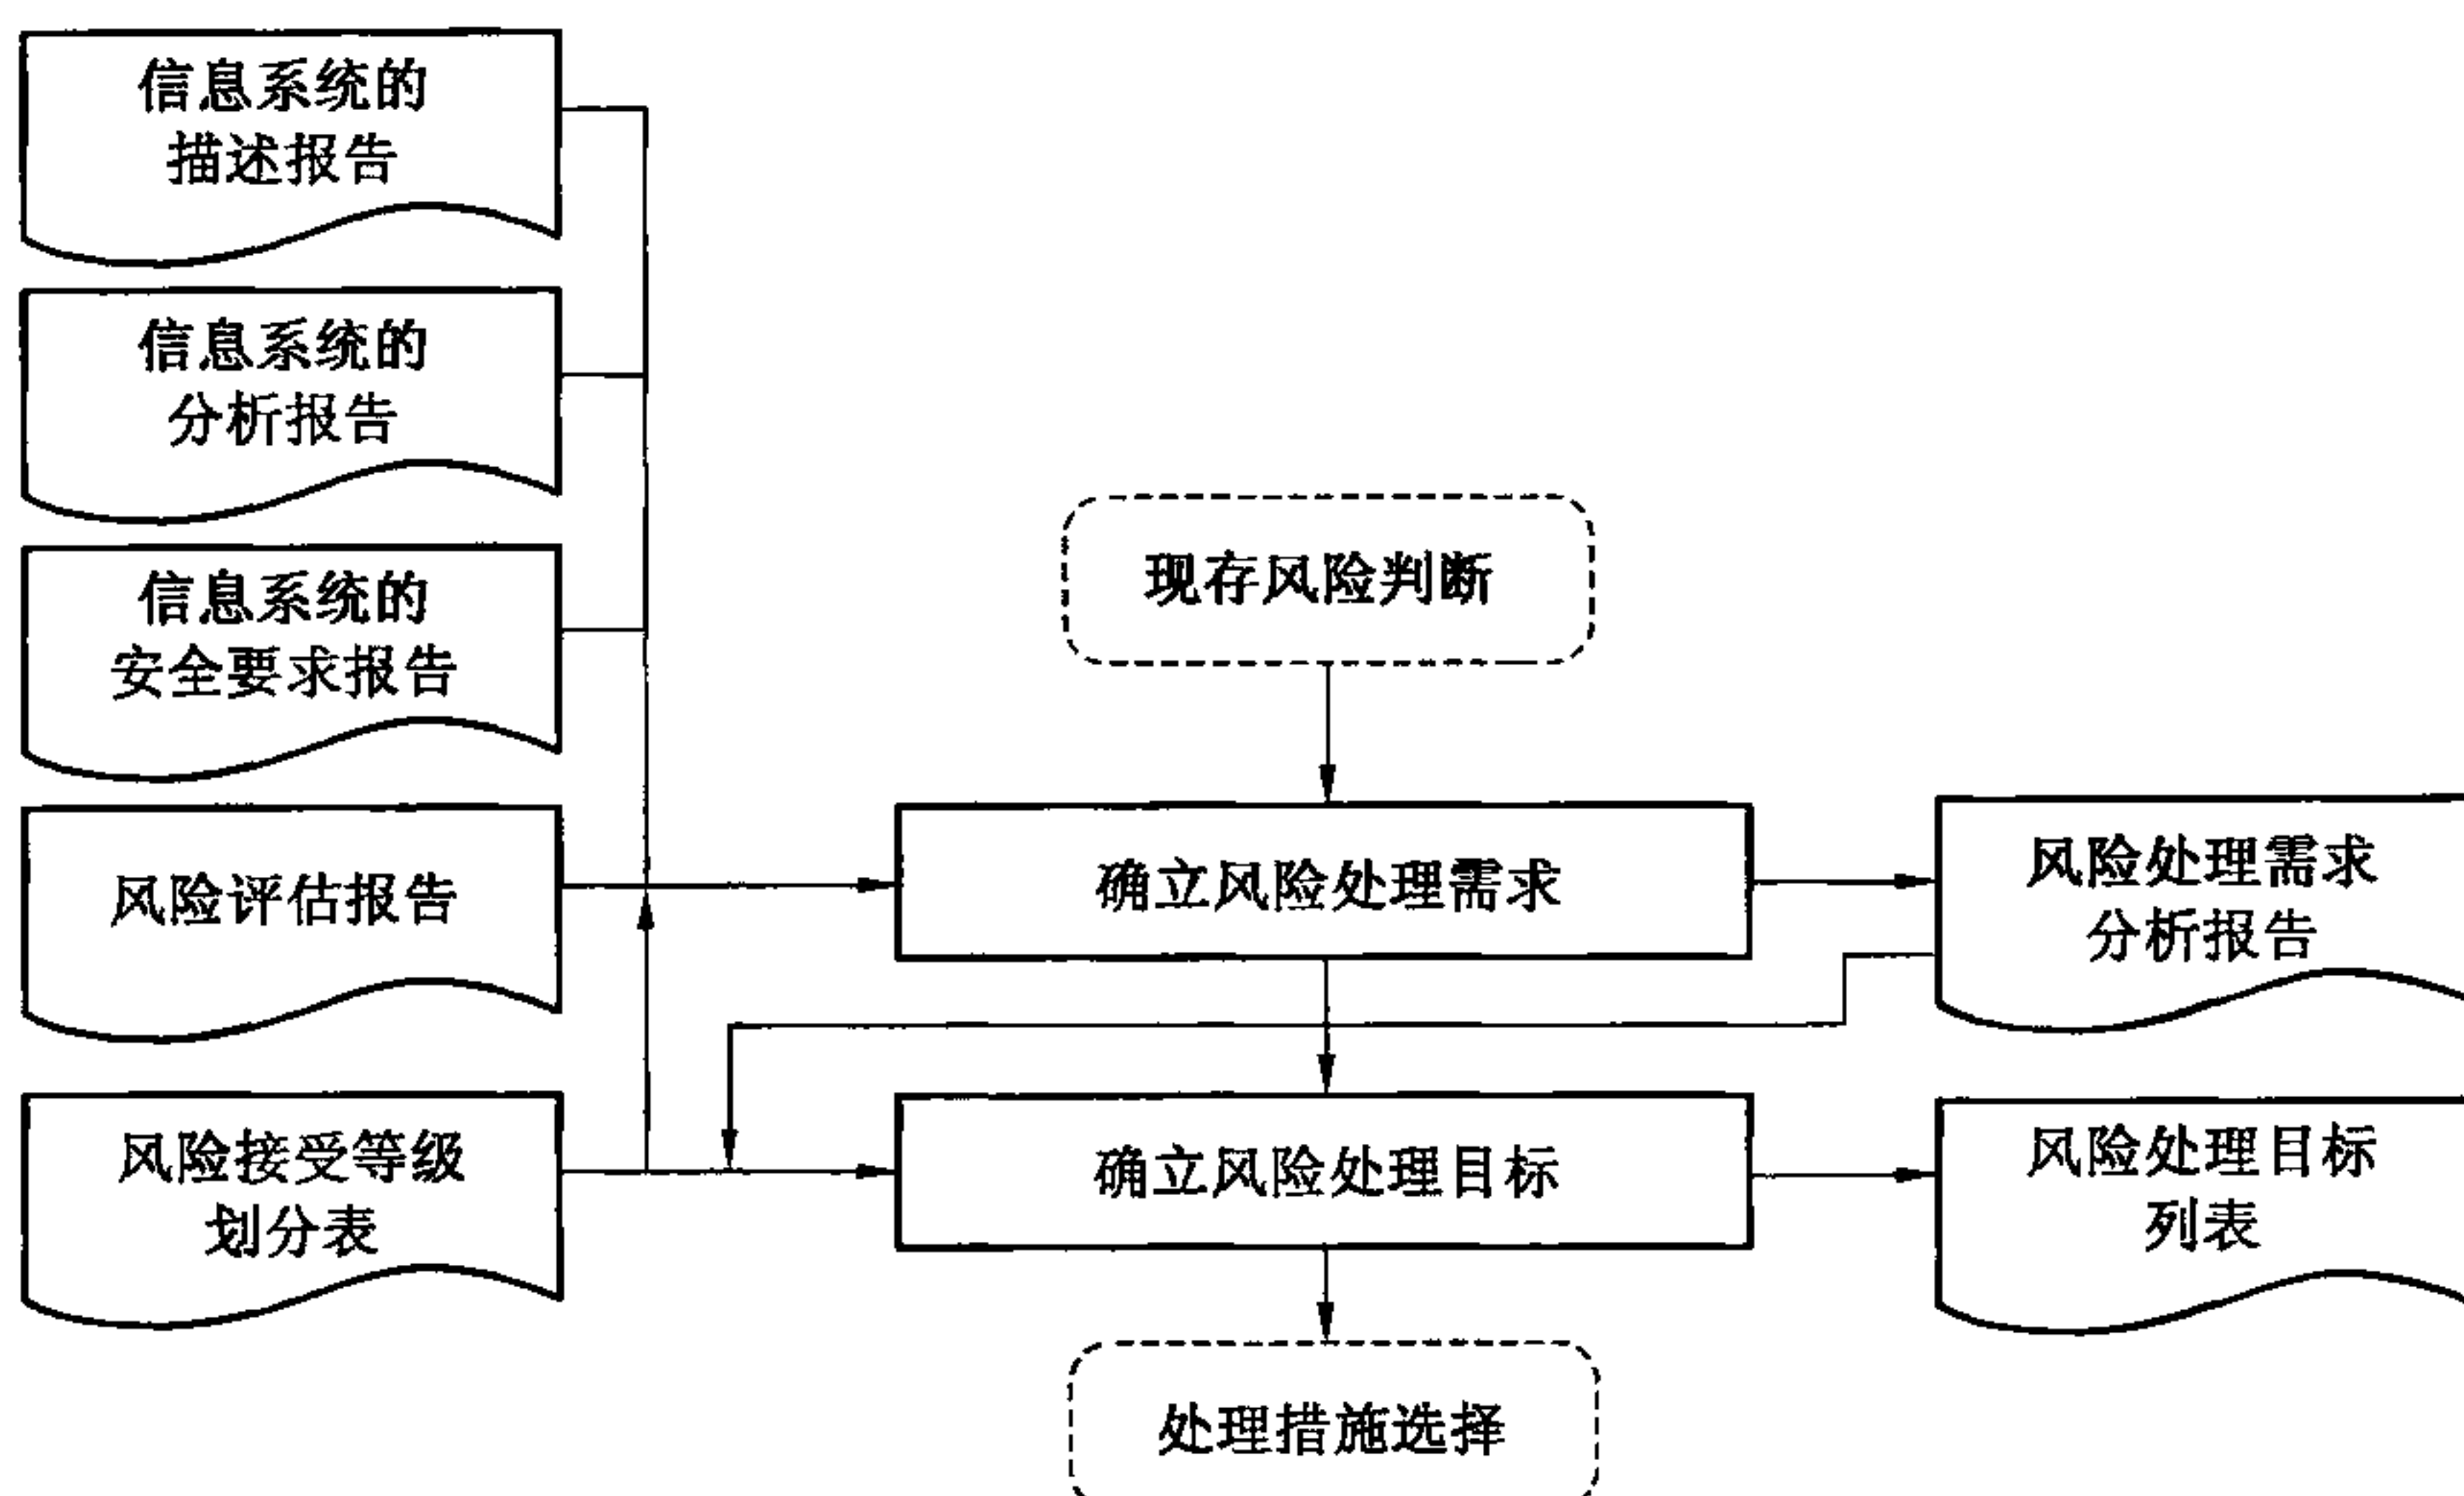 信息系统的
描述报告
信息系统的
分析报告
信息系统的
安全要求报告
风险评估报告
风险接受等级
划分表
现存风险判断
确立风险处理需求
确立风险处理目标
处理措施选择
风险处理需求
分析报告
风险处理目标
列表